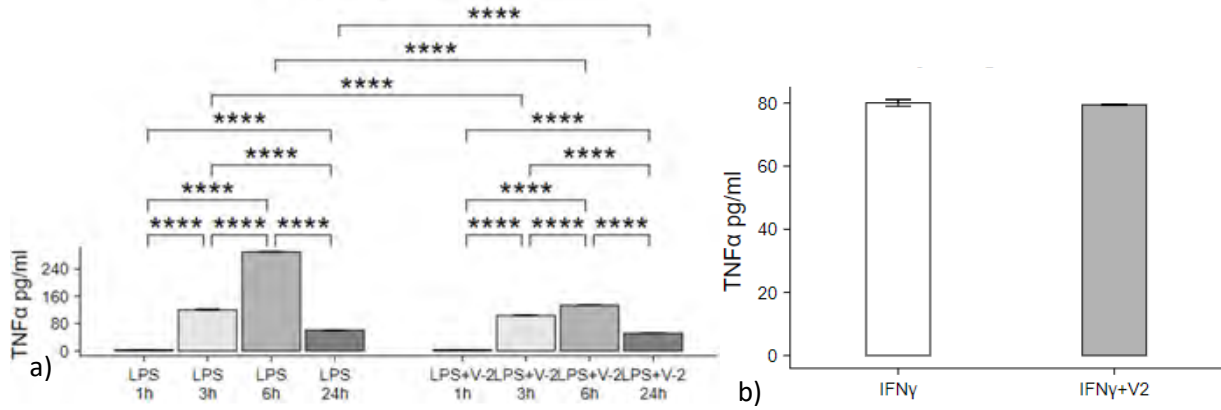 ****
****
****
**** ****
**** ****
**** ****
**** **** **** **** **** ****
TNFα pg/ml
240
160
80
0
LPS LPS LPS LPS LPS+V-2 LPS+V-2 LPS+V-2 LPS+V-2
1h 3h 6h 24h 1h 3h 6h 24h
a)
TNFα pg/ml
80
60
40
20
0
IFNγ IFNγ+V2
b)